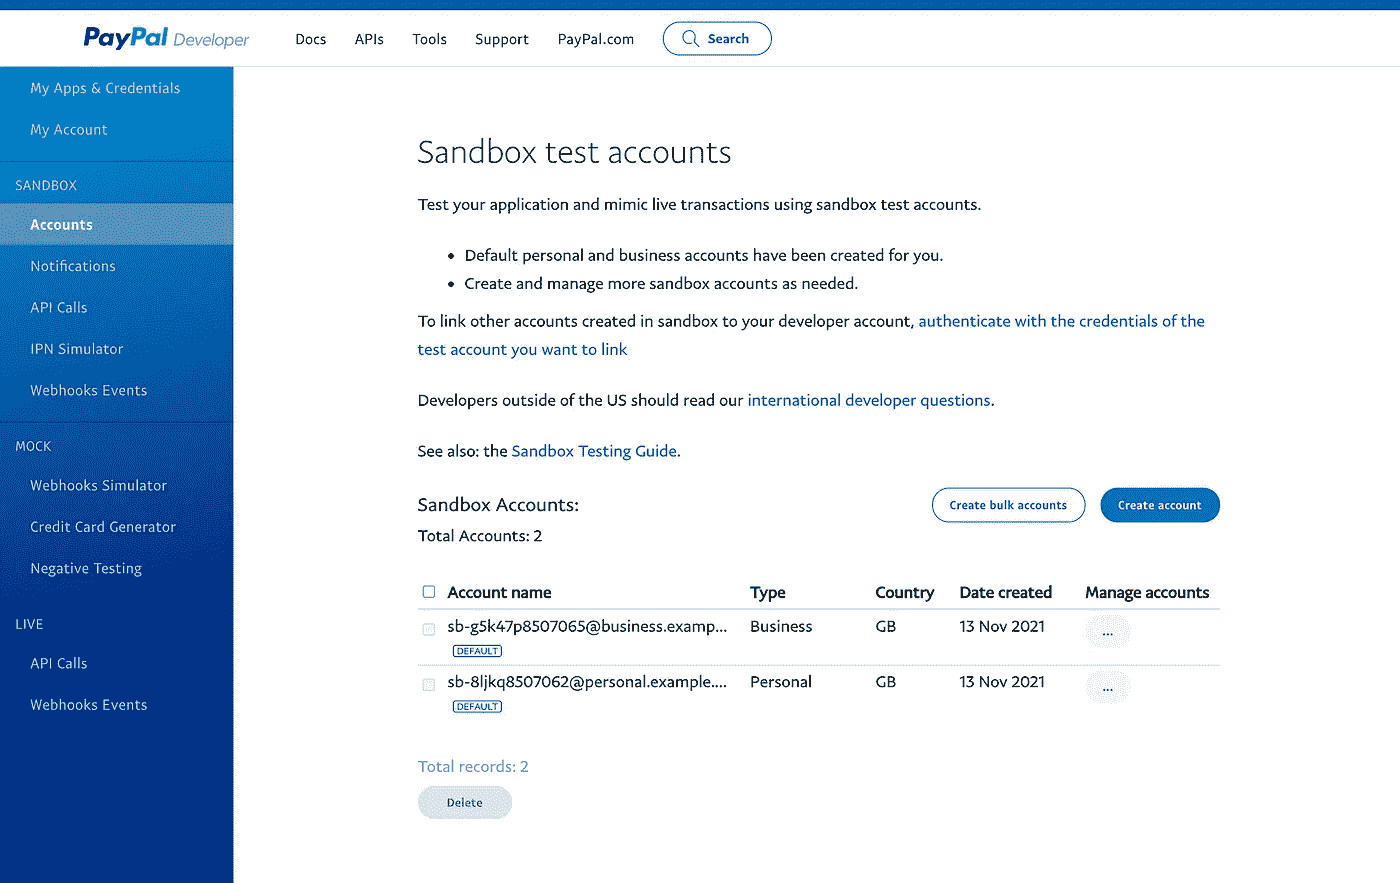 PayPal Developer Docs APIs Tools Support PayPal.com Search
My Apps & Credentials
My Account
SANDBOX
Accounts
Notifications
API Calls
IPN Simulator
Webhooks Events
MOCK
Webhooks Simulator
Credit Card Generator
Negative Testing
LIVE
API Calls
Webhooks Events
Sandbox test accounts
Test your application and mimic live transactions using sandbox test accounts.
• Default personal and business accounts have been created for you.
• Create and manage more sandbox accounts as needed.
To link other accounts created in sandbox to your developer account, authenticate with the credentials of the
test account you want to link
Developers outside of the US should read our international developer questions.
See also: the Sandbox Testing Guide.
Sandbox Accounts: Create bulk accounts Create account
Total Accounts: 2
Account name Type Country Date created Manage accounts
sb-g5k47p8507065@business.examp... Business GB 13 Nov 2021 ...
DEFAULT
sb-8ljkq8507062@personal.example.... Personal GB 13 Nov 2021 ...
DEFAULT
Total records: 2
Delete